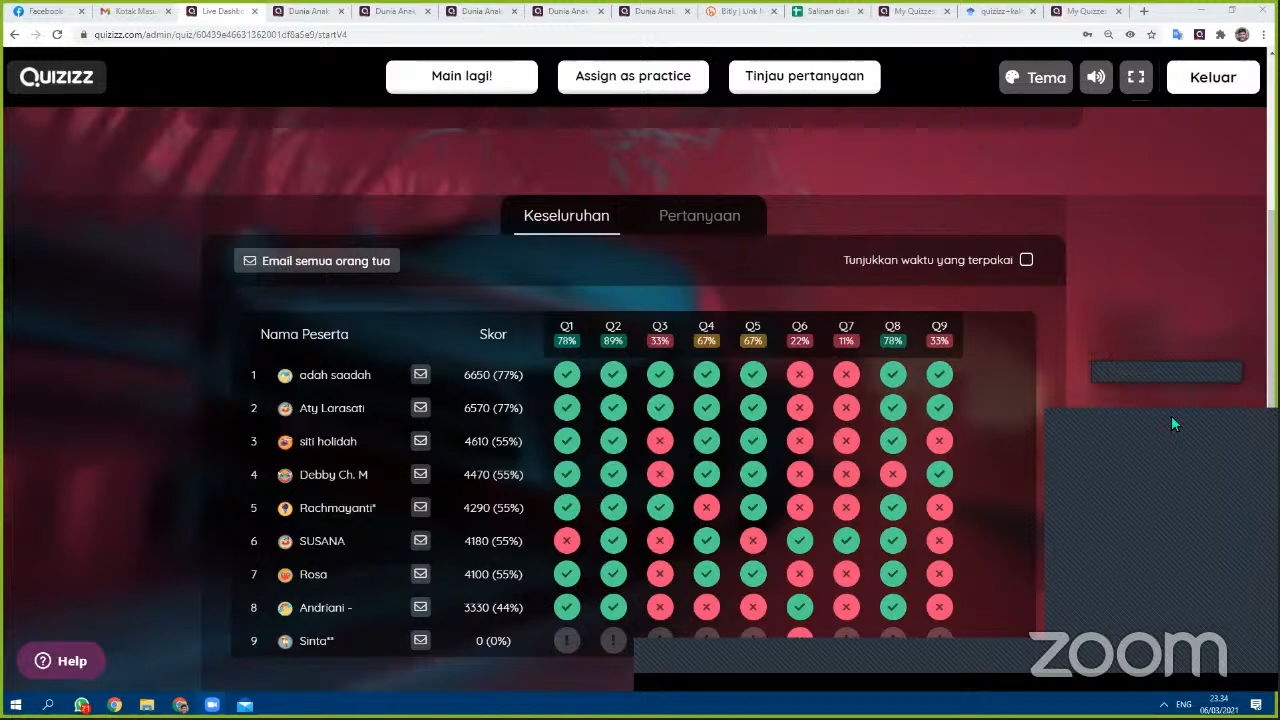 Facebook
Kotak Ması
Live Dashbo
Dunia Anak
Dunia Anak
Dunia Anak
Dunia Anak
Dunia Anak
Bitly | Link M
Salinan dari
My Quizzes
quizizz+kah
My Quizzes
quizizz.com/admin/quiz/60439e46631362001df8a5e9/startV4
QUIZIZZ
Main lagi!
Assign as practice
Tinjau pertanyaan
Tema
Keluar
Keseluruhan
Pertanyaan
Email semua orang tua
Tunjukkan waktu yang terpakai
Nama Peserta Skor Q1 Q2 Q3 Q4 Q5 Q6 Q7 Q8 Q9
78% 89% 33% 67% 67% 22% 11% 78% 33%
1 adah saadah 6650 (77%)
2 Aty Larasati 6570 (77%)
3 siti holidah 4610 (55%)
4 Debby Ch. M 4470 (55%)
5 Rachmayanti* 4290 (55%)
6 SUSANA 4180 (55%)
7 Rosa 4100 (55%)
8 Andriani - 3330 (44%)
9 Sinta** 0 (0%)
Help
zoom
ENG
23.34
06/03/2021